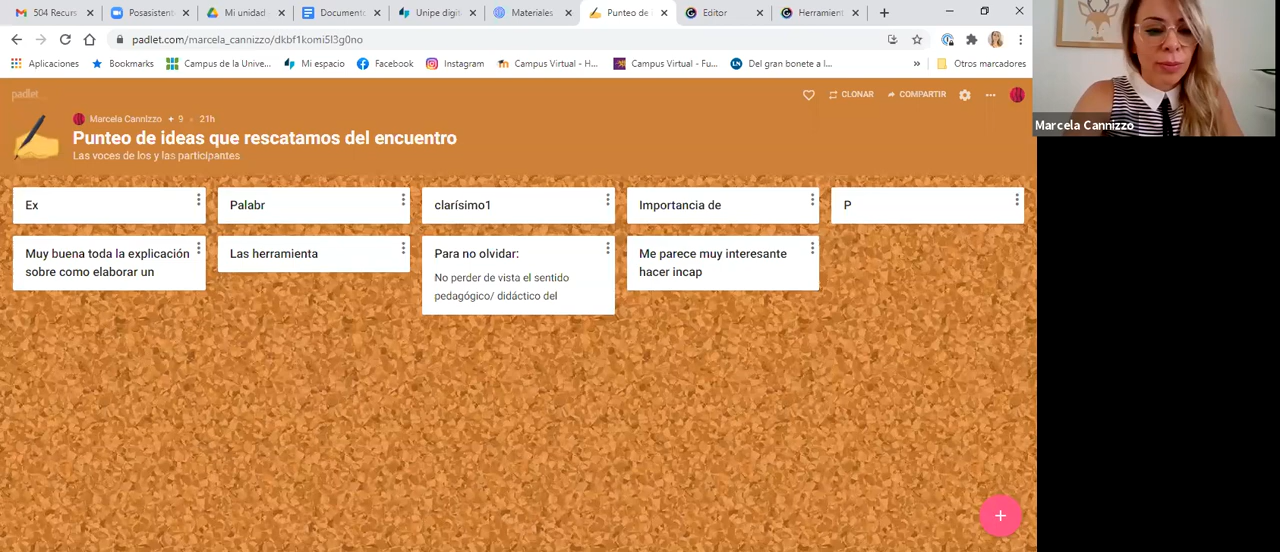 504 Recurs
Posasistent
Mi unidad
Documento
Unipe digit
Materiales
Punteo de
Editor
Herramient
padlet.com/marcela_cannizzo/dkbf1komi5l3g0no
Aplicaciones
Bookmarks
Campus de la Unive...
Mi espacio
Facebook
Instagram
Campus Virtual - H...
Campus Virtual - Fu...
LN
Del gran bonete a l...
»
Otros marcadores
padlet
CLONAR
COMPARTIR
Marcela Cannizzo + 9 21h
Punteo de ideas que rescatamos del encuentro
Las voces de los y las participantes
Ex
Palabr
clarísimo1
Importancia de
P
Muy buena toda la explicación
sobre como elaborar un
Las herramienta
Para no olvidar:
No perder de vista el sentido
pedagógico/ didáctico del
Me parece muy interesante
hacer incap
Marcela Cannizzo